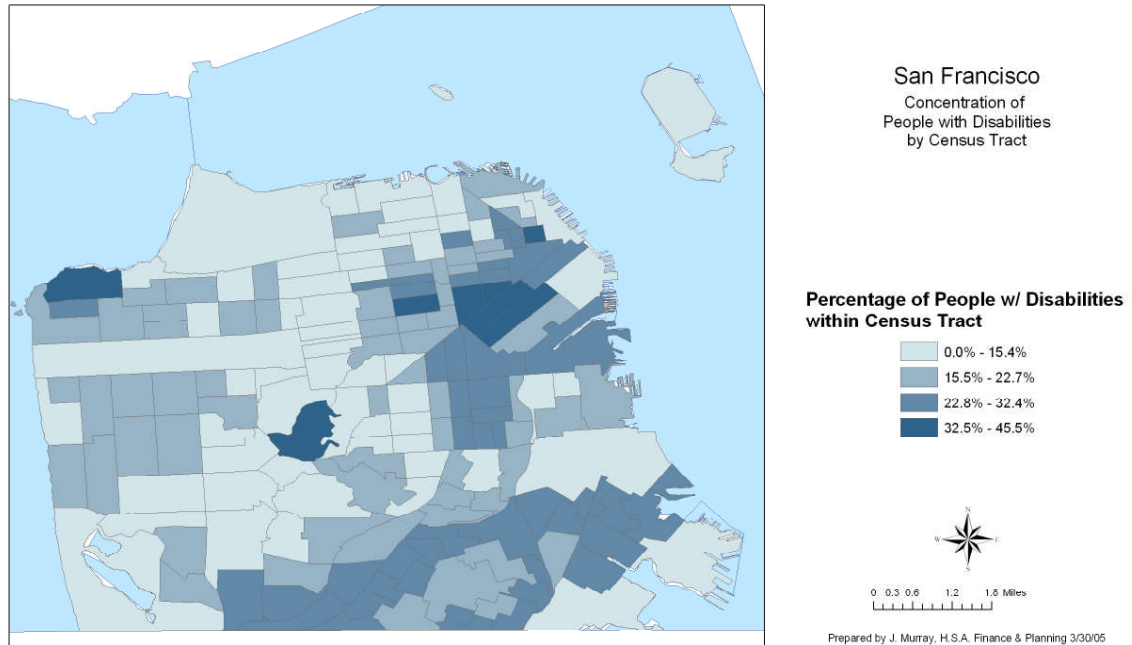 San Francisco
Concentration of
People with Disabilities
by Census Tract
Percentage of People w/ Disabilities
within Census Tract
0.0% - 15.4%
15.5% - 22.7%
22.8% - 32.4%
32.5% - 45.5%
N
W E
S
0 0.3 0.6 1.2 1.8 Miles
Prepared by J. Murray, H.S.A. Finance & Planning 3/30/05